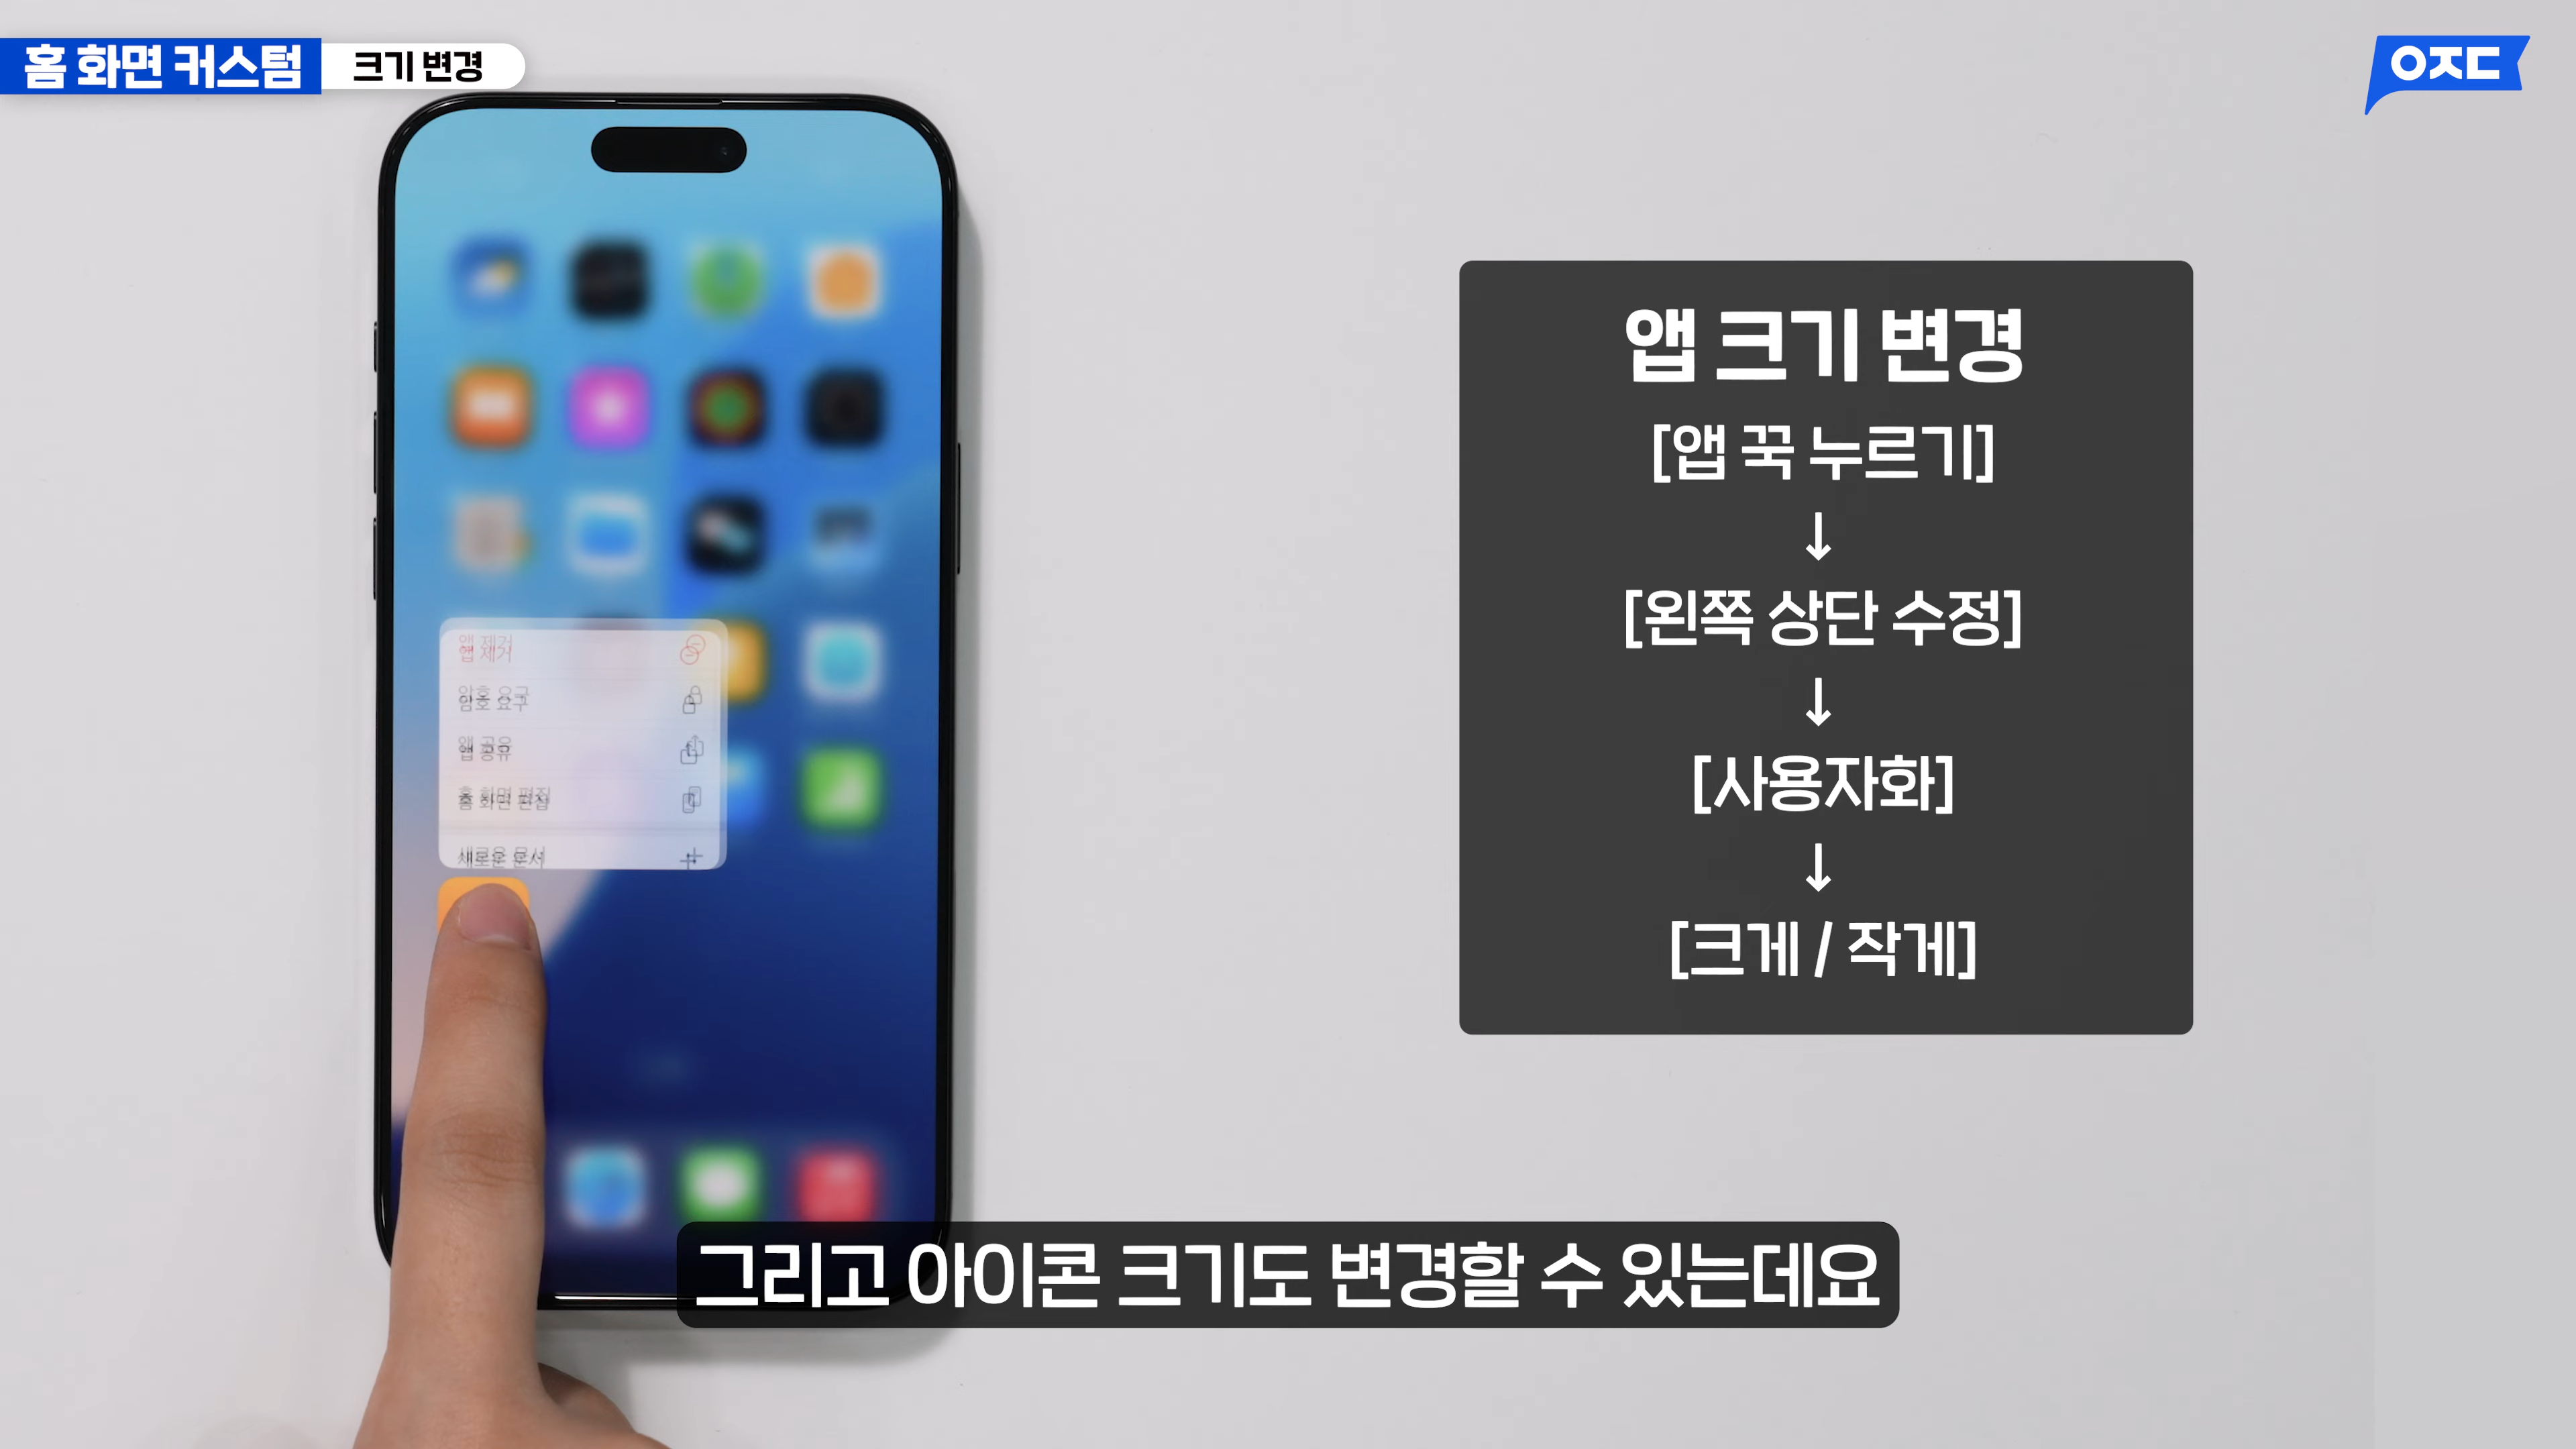 홈 화면 커스텀
크기 변경
오지드
앱 크기 변경
[앱 꾹 누르기]
↓
[왼쪽 상단 수정]
↓
[사용자화]
↓
[크게 / 작게]
앱 제거
암호 요구
앱 공유
홈 화면 편집
새로운 문서
그리고 아이콘 크기도 변경할 수 있는데요